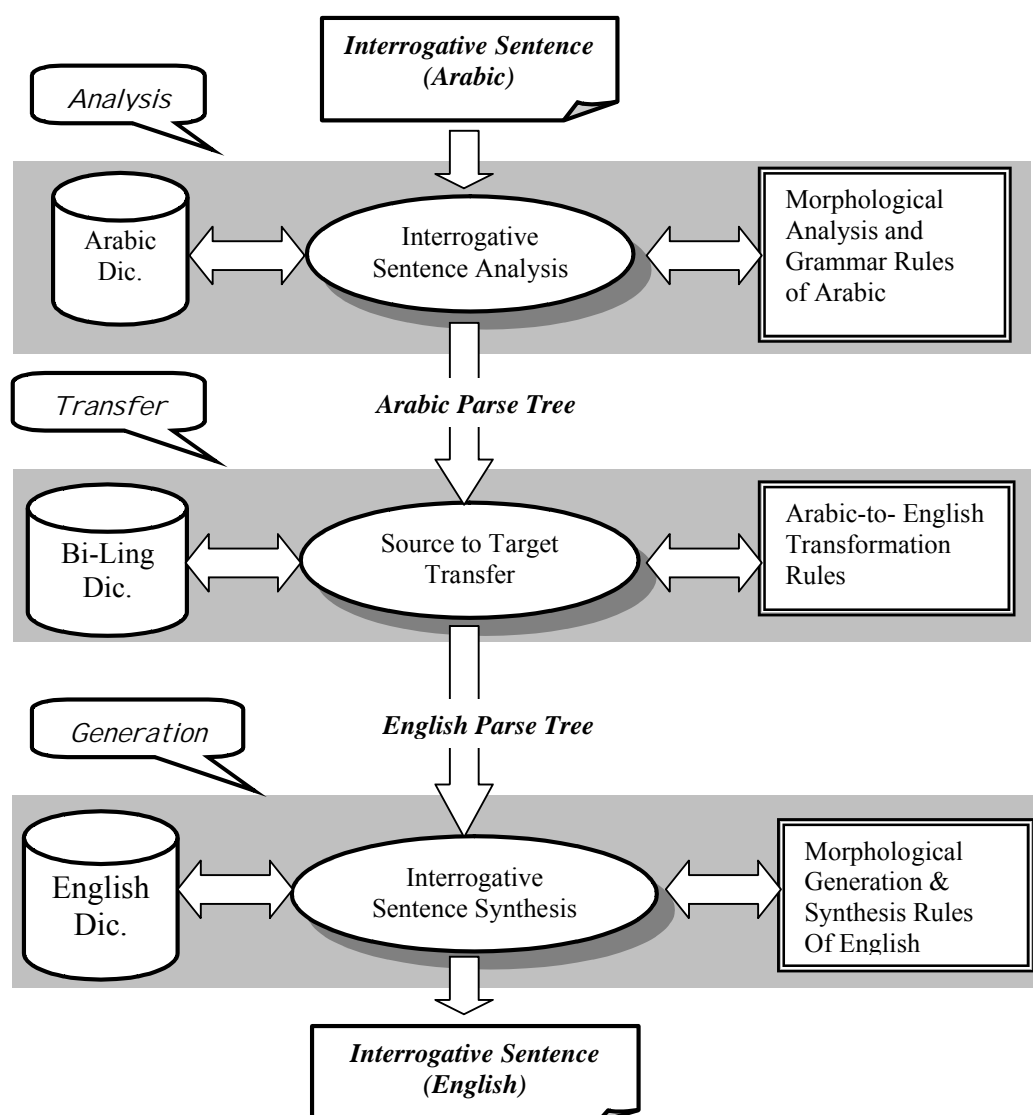 Interrogative Sentence
(Arabic)
Analysis
Arabic
Dic.
Interrogative
Sentence Analysis
Morphological
Analysis and
Grammar Rules
of Arabic
Transfer
Arabic Parse Tree
Bi-Ling
Dic.
Source to Target
Transfer
Arabic-to- English
Transformation
Rules
English Parse Tree
Generation
English
Dic.
Interrogative
Sentence Synthesis
Morphological
Generation &
Synthesis Rules
Of English
Interrogative Sentence
(English)